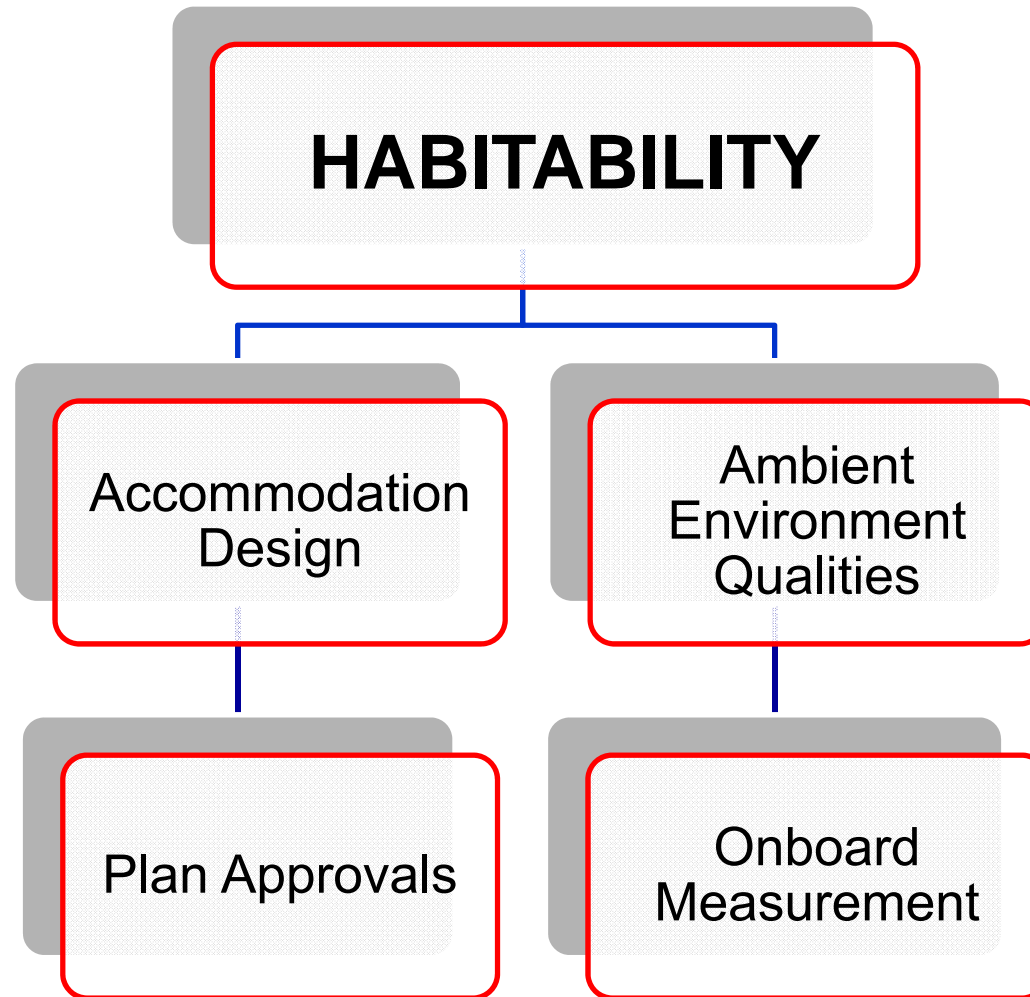 HABITABILITY
Accommodation
Design
Ambient
Environment
Qualities
Plan Approvals
Onboard
Measurement